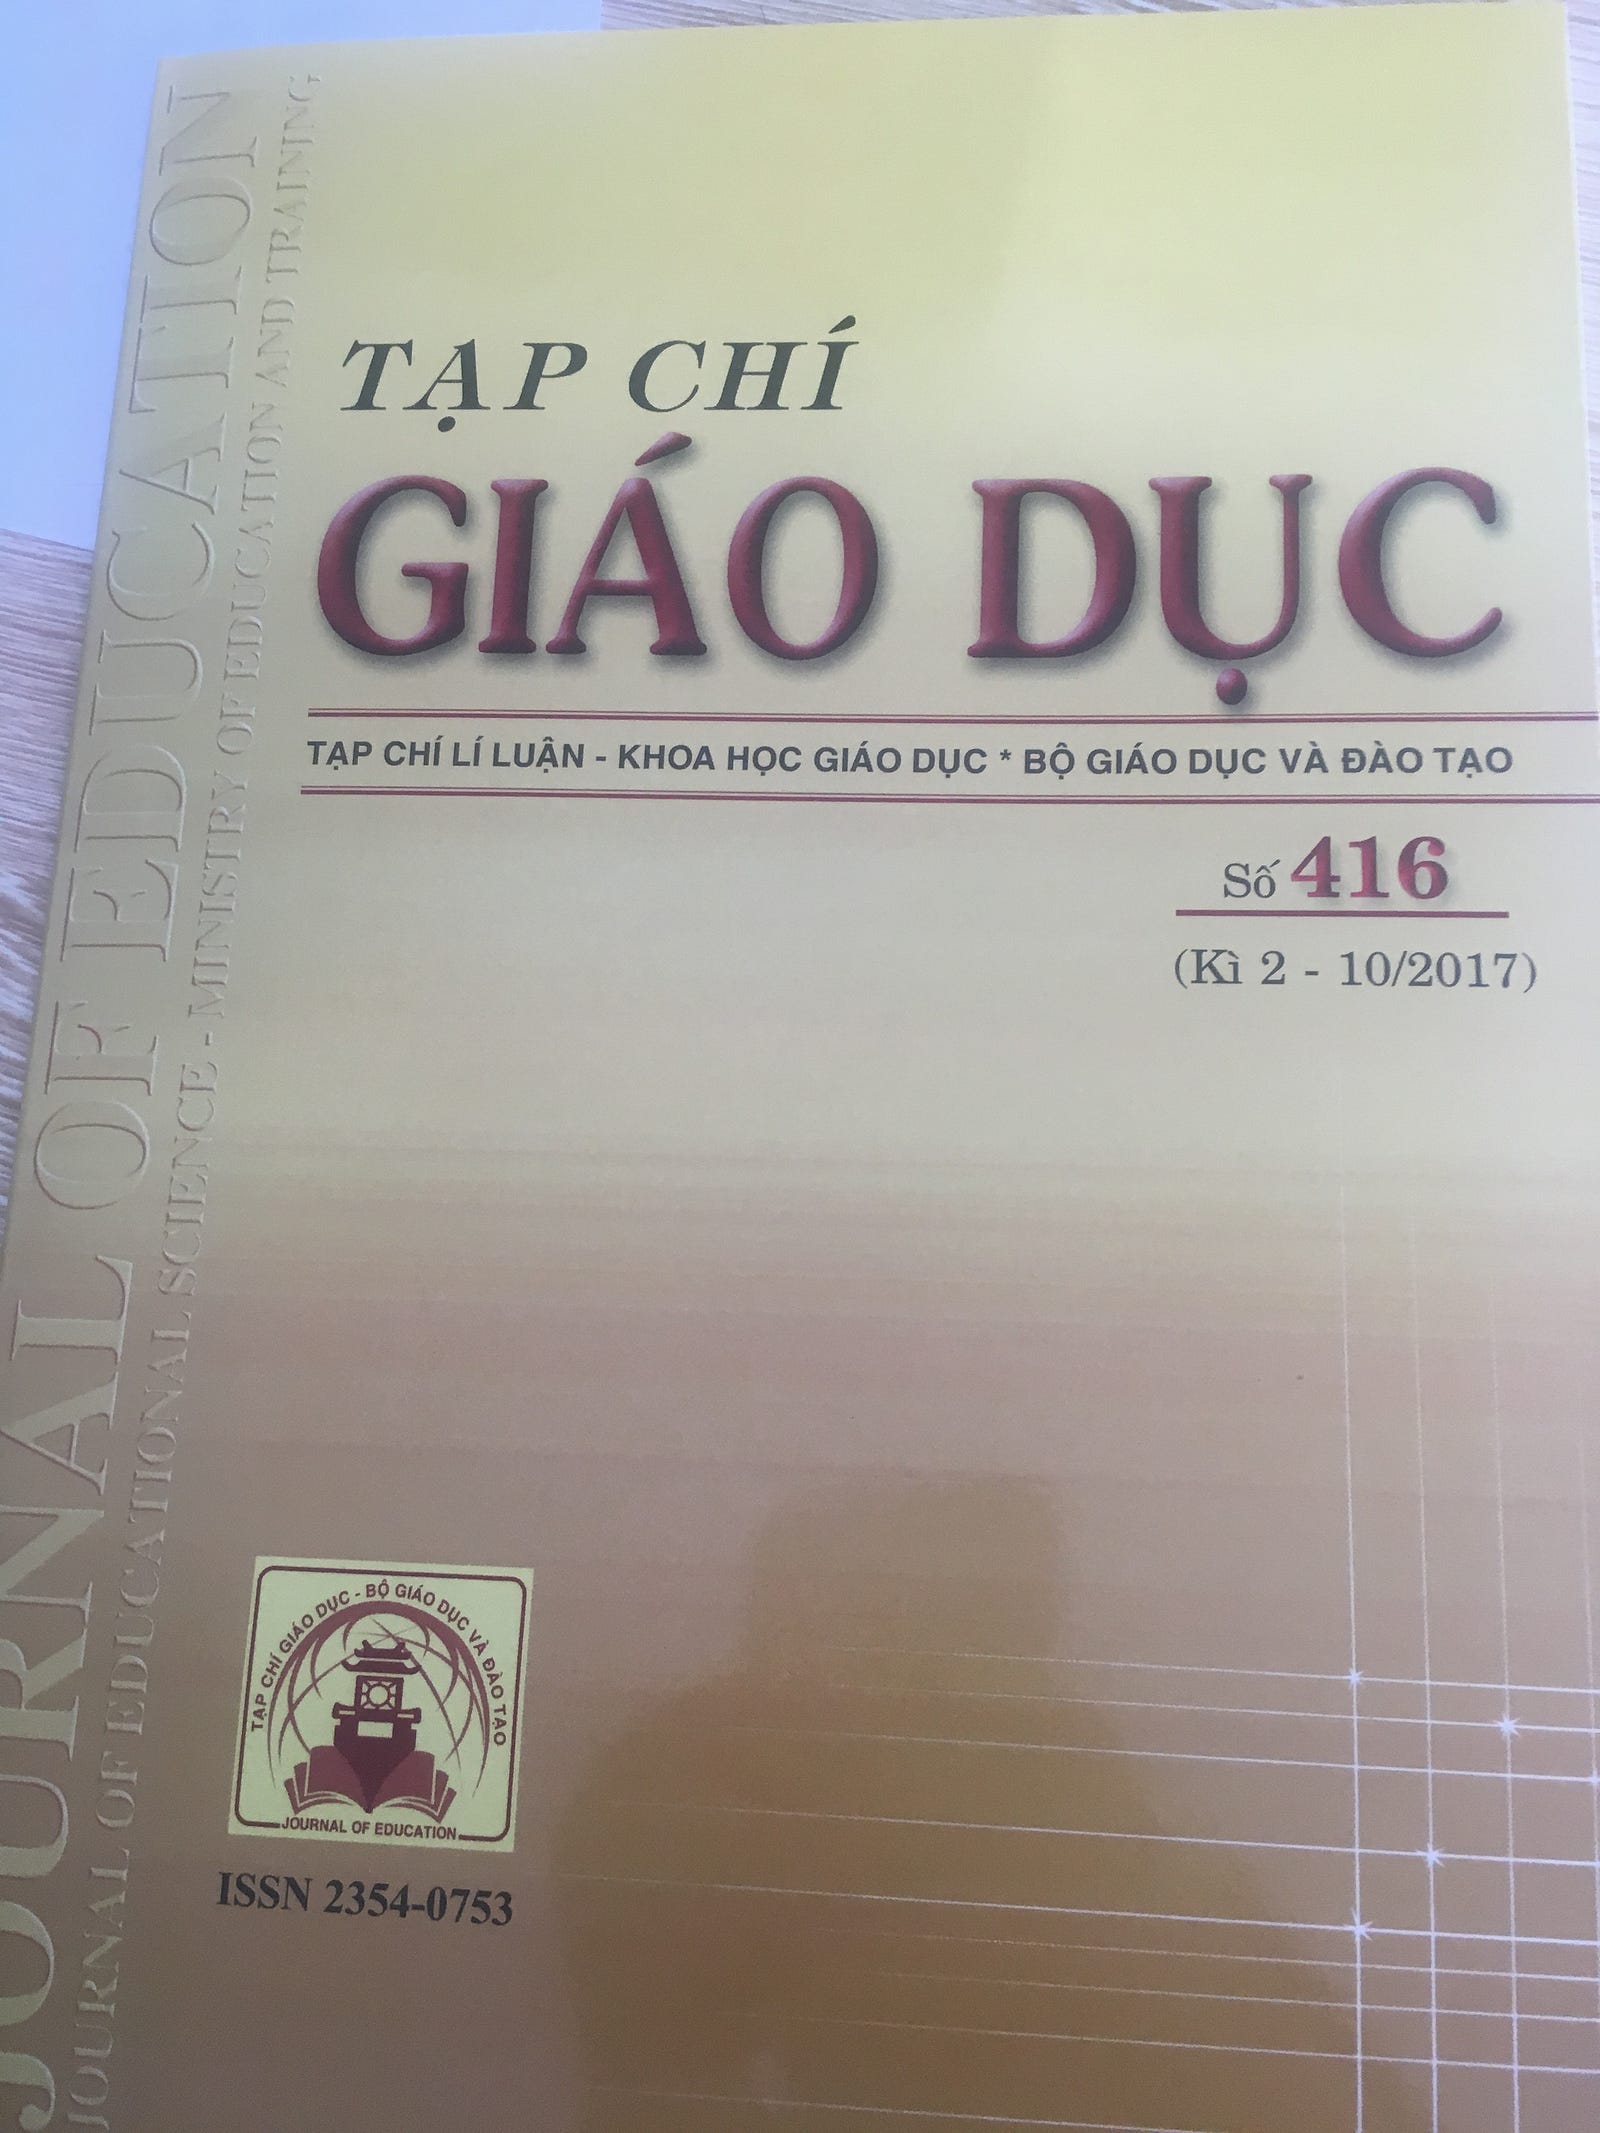 TẠP CHÍ
GIÁO DỤC
TẠP CHÍ LÍ LUẬN - KHOA HỌC GIÁO DỤC * BỘ GIÁO DỤC VÀ ĐÀO TẠO
Số 416
(Kì 2 - 10/2017)
JOURNAL OF EDUCATION
JOURNAL OF EDUCATIONAL SCIENCE - MINISTRY OF EDUCATION AND TRAINING
TẠP CHÍ GIÁO DỤC - BỘ GIÁO DỤC VÀ ĐÀO TẠO
JOURNAL OF EDUCATION
ISSN 2354-0753